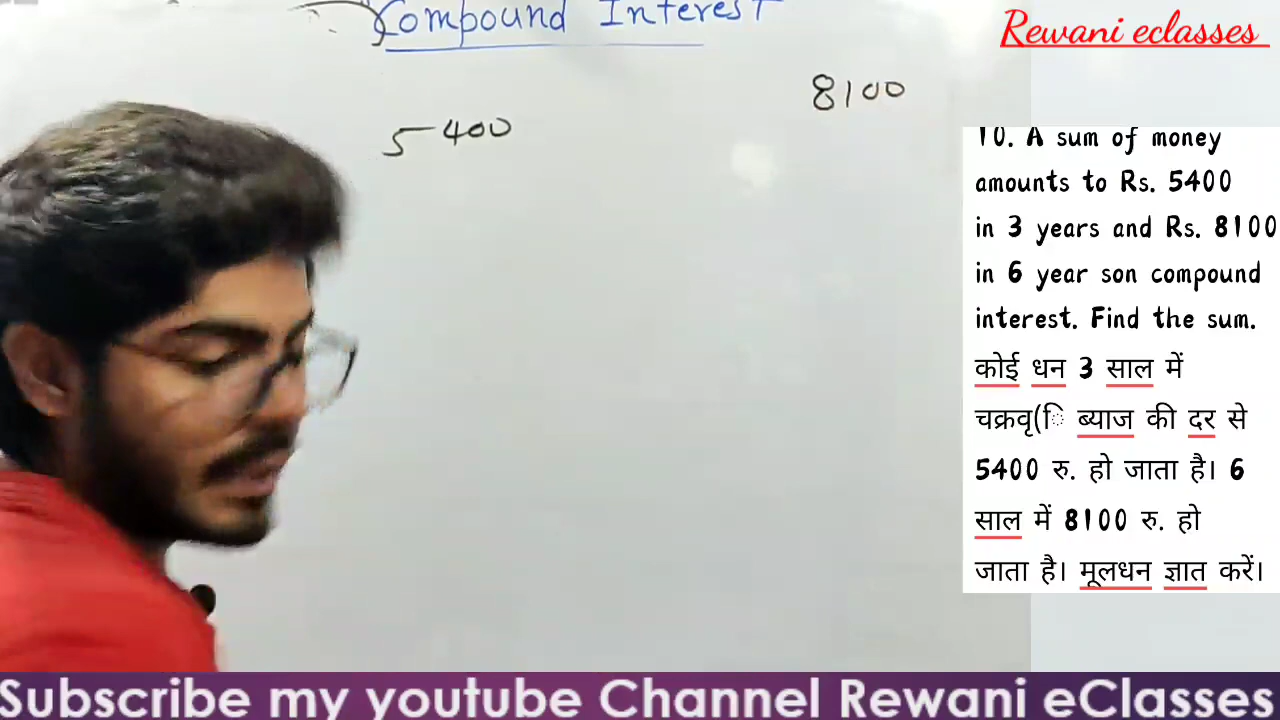 Compound Interest
Rewani eclasses
5400
8100
10. A sum of money
amounts to Rs. 5400
in 3 years and Rs. 8100
in 6 year son compound
interest. Find the sum.
कोई धन 3 साल में
चक्रवृ(ि ब्याज की दर से
5400 रु. हो जाता है। 6
साल में 8100 रु. हो
जाता है। मूलधन ज्ञात करें।
Subscribe my youtube Channel Rewani eClasses